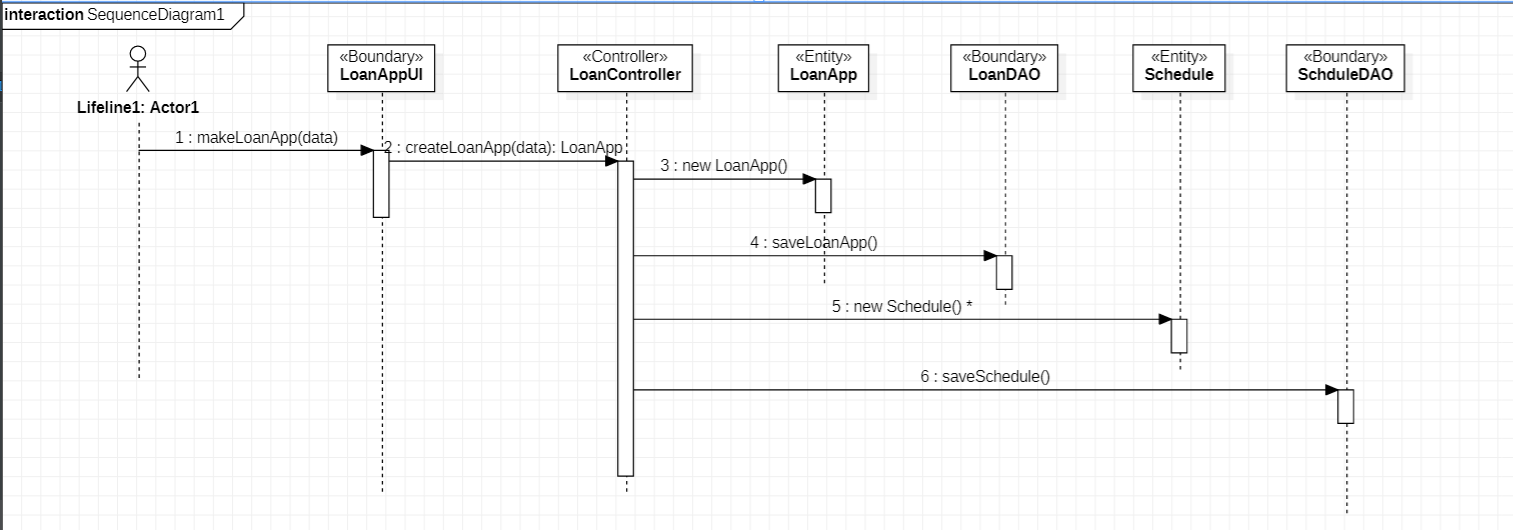 interaction SequenceDiagram1
«Boundary»
LoanAppUI
«Controller»
LoanController
«Entity»
LoanApp
«Boundary»
LoanDAO
«Entity»
Schedule
«Boundary»
SchduleDAO
Lifeline1: Actor1
1 : makeLoanApp(data)
2 : createLoanApp(data): LoanApp
3 : new LoanApp()
4 : saveLoanApp()
5 : new Schedule() *
6 : saveSchedule()